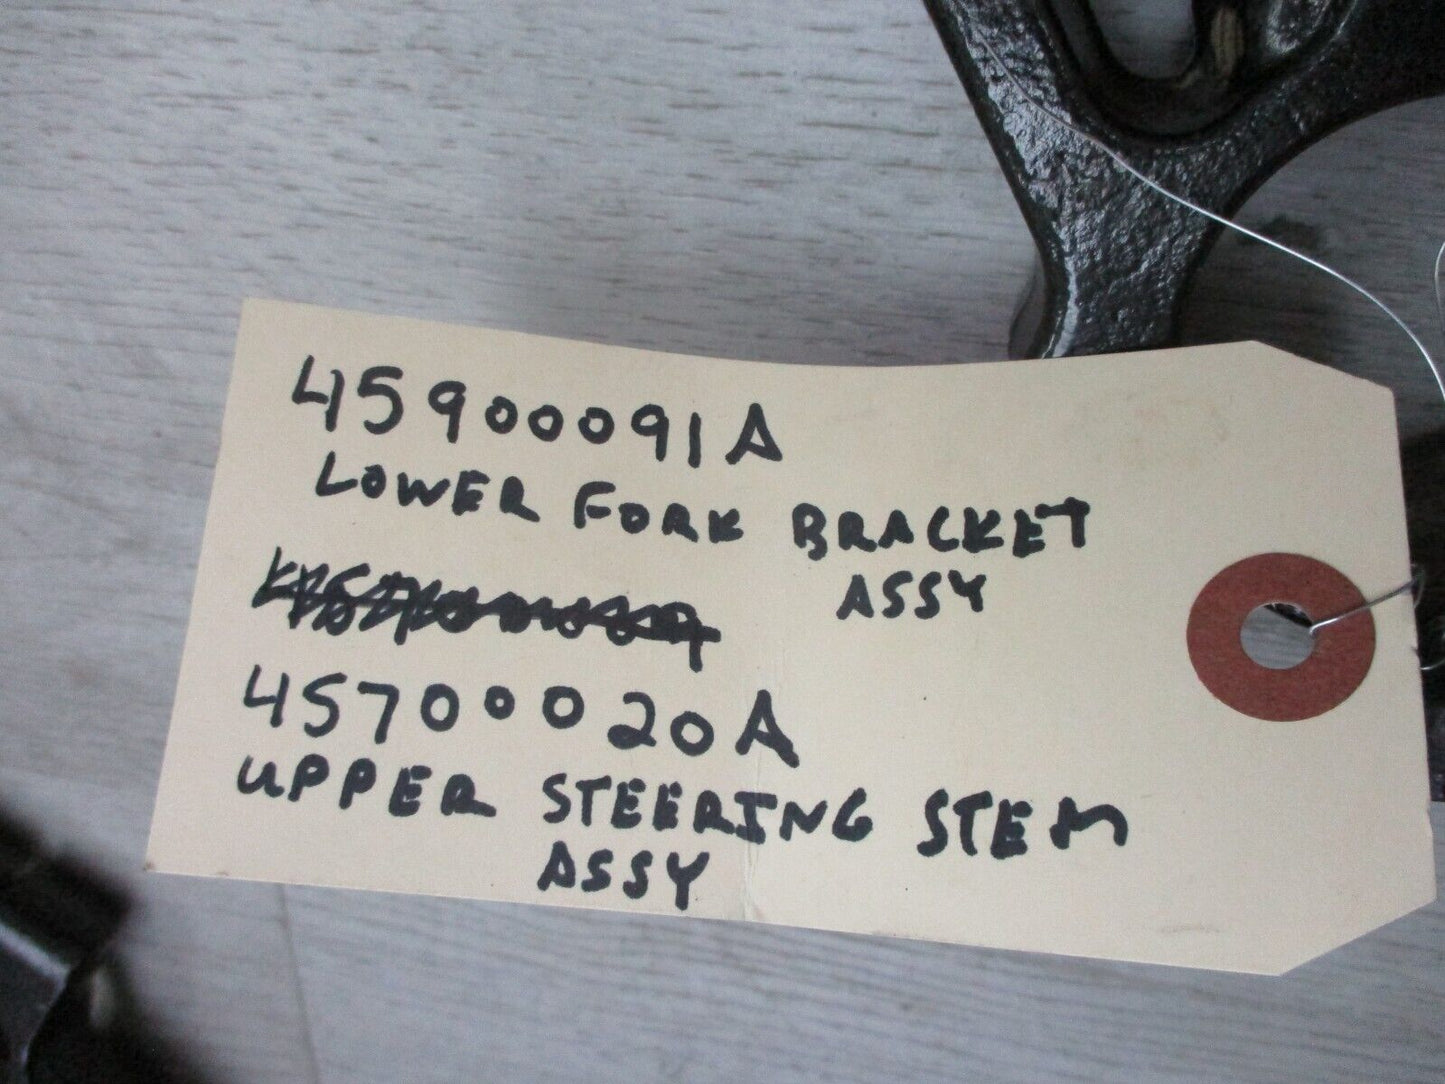 45900091A
LOWER FORK BRACKET
ASSY
45700020A
UPPER STEERING STEM
ASSY